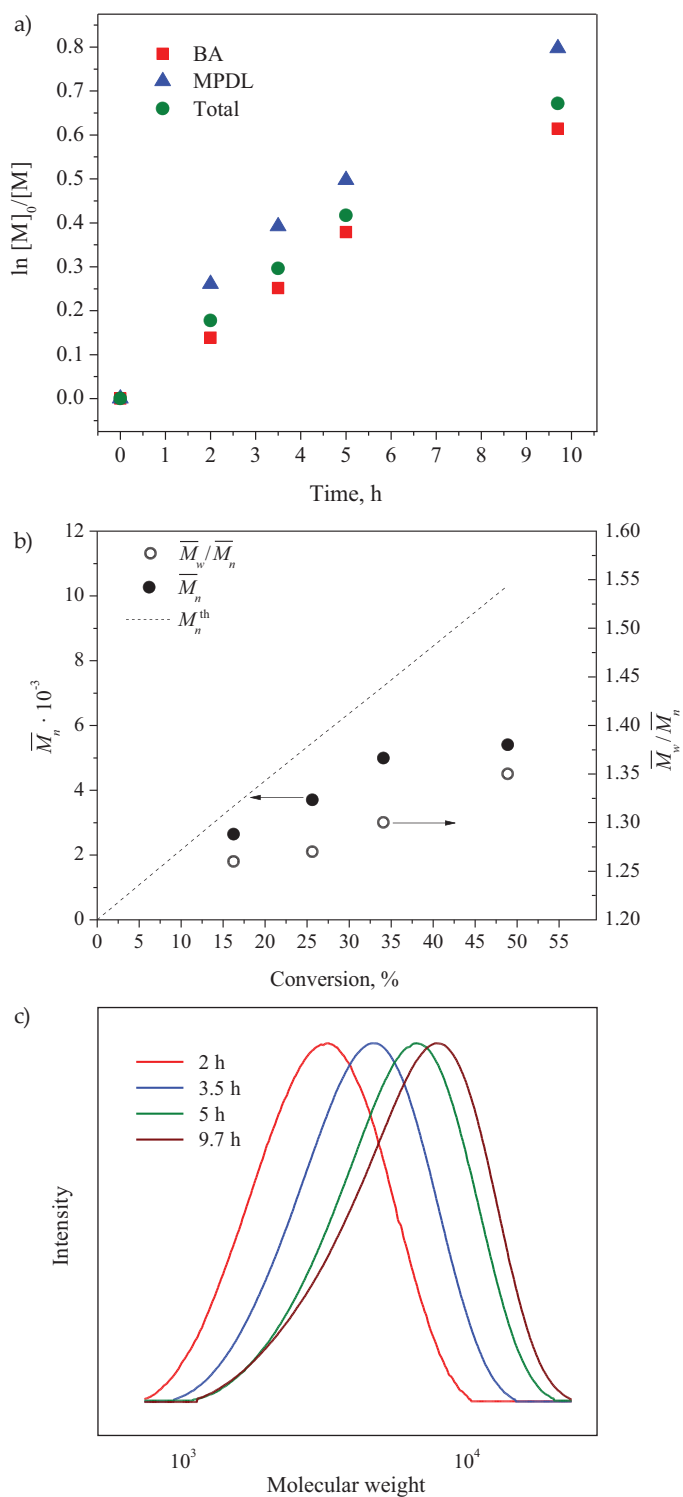 a)
BA
MPDL
Total
0.8
0.7
0.6
0.5
0.4
0.3
0.2
0.1
0.0
ln [M]₀/[M]
0 1 2 3 4 5 6 7 8 9 10
Time, h
b)
M̅w/M̅n
M̅n
Mnᵗʰ
12
10
8
6
4
2
0
M̅n · 10⁻³
1.60
1.55
1.50
1.45
1.40
1.35
1.30
1.25
1.20
M̅w/M̅n
0 5 10 15 20 25 30 35 40 45 50 55
Conversion, %
c)
2 h
3.5 h
5 h
9.7 h
Intensity
10³ 10⁴
Molecular weight